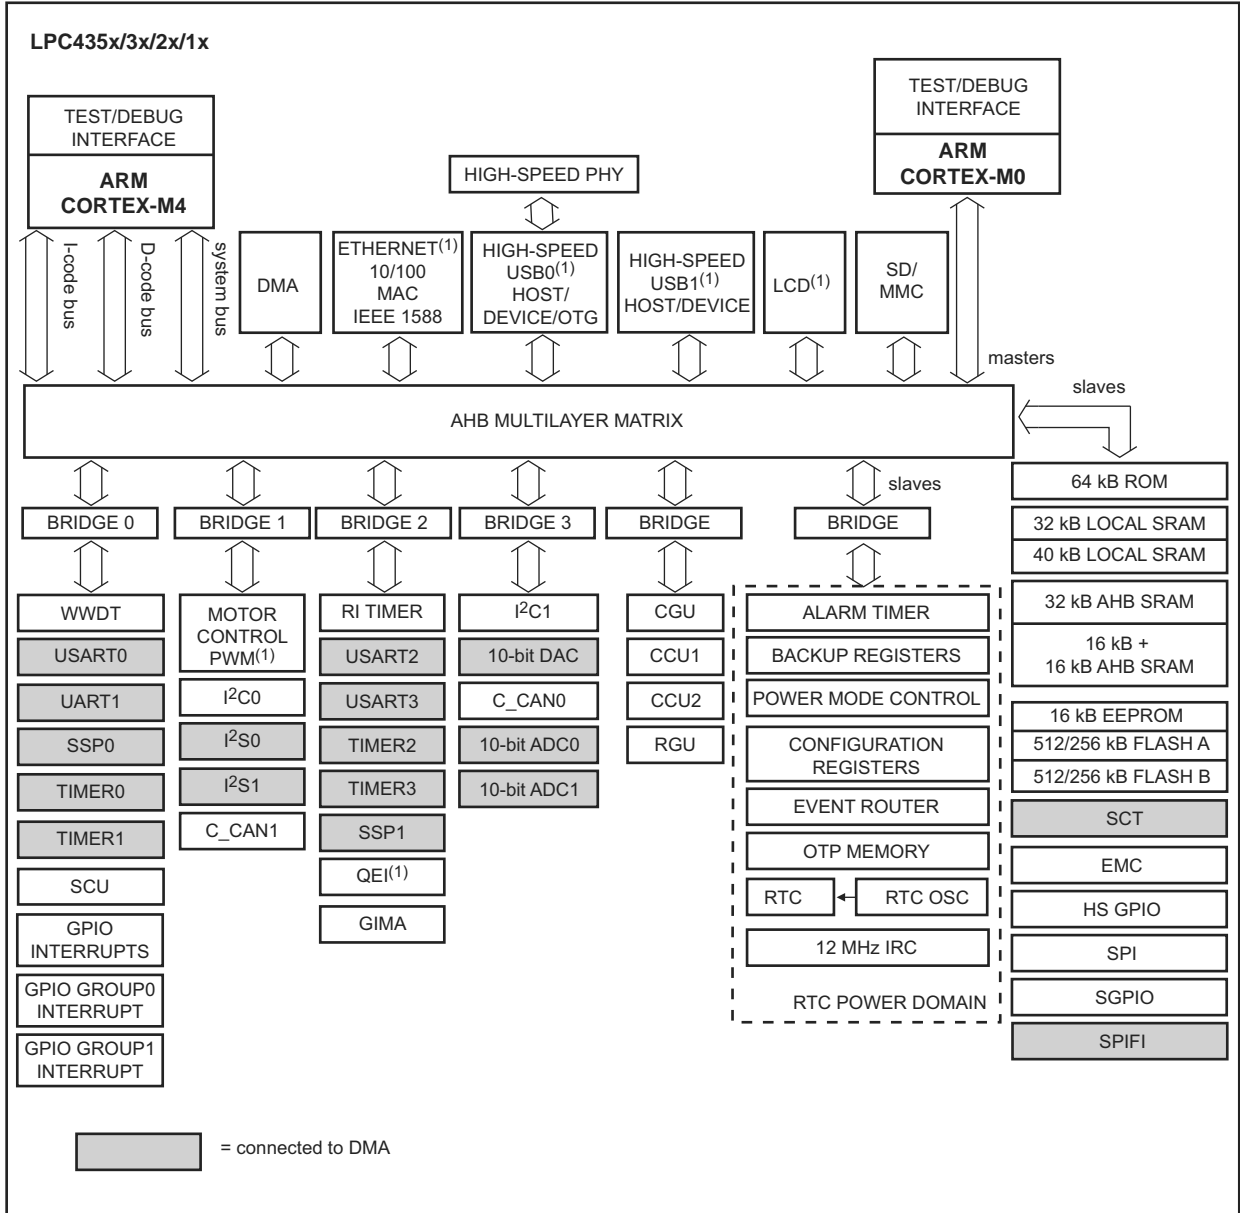 LPC435x/3x/2x/1x
TEST/DEBUG
INTERFACE
ARM
CORTEX-M4
TEST/DEBUG
INTERFACE
ARM
CORTEX-M0
HIGH-SPEED PHY
I-code bus
D-code bus
system bus
DMA
ETHERNET(1)
10/100
MAC
IEEE 1588
HIGH-SPEED
USB0(1)
HOST/
DEVICE/OTG
HIGH-SPEED
USB1(1)
HOST/DEVICE
LCD(1)
SD/
MMC
masters
slaves
AHB MULTILAYER MATRIX
slaves
BRIDGE 0
BRIDGE 1
BRIDGE 2
BRIDGE 3
BRIDGE
BRIDGE
WWDT
USART0
UART1
SSP0
TIMER0
TIMER1
SCU
GPIO
INTERRUPTS
GPIO GROUP0
INTERRUPT
GPIO GROUP1
INTERRUPT
MOTOR
CONTROL
PWM(1)
I2C0
I2S0
I2S1
C_CAN1
RI TIMER
USART2
USART3
TIMER2
TIMER3
SSP1
QEI(1)
GIMA
I2C1
10-bit DAC
C_CAN0
10-bit ADC0
10-bit ADC1
CGU
CCU1
CCU2
RGU
ALARM TIMER
BACKUP REGISTERS
POWER MODE CONTROL
CONFIGURATION
REGISTERS
EVENT ROUTER
OTP MEMORY
RTC
RTC OSC
12 MHz IRC
RTC POWER DOMAIN
64 kB ROM
32 kB LOCAL SRAM
40 kB LOCAL SRAM
32 kB AHB SRAM
16 kB +
16 kB AHB SRAM
16 kB EEPROM
512/256 kB FLASH A
512/256 kB FLASH B
SCT
EMC
HS GPIO
SPI
SGPIO
SPIFI
= connected to DMA